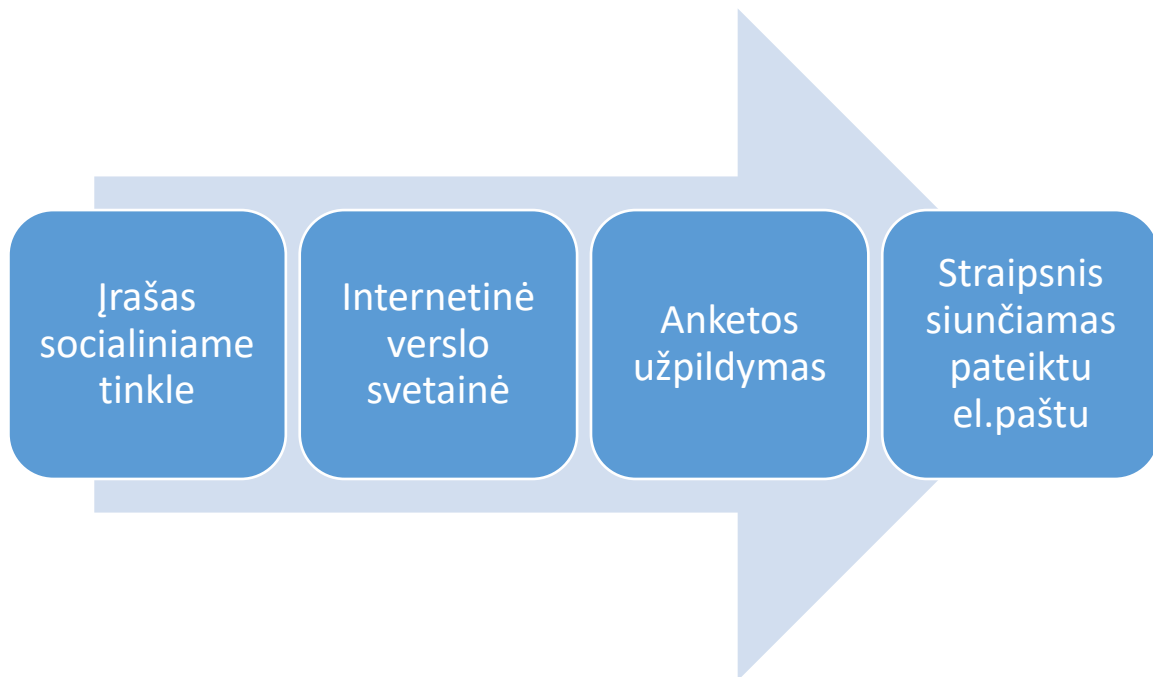 Įrašas
socialiniame
tinkle
Internetinė
verslo
svetainė
Anketos
užpildymas
Straipsnis
siunčiamas
pateiktu
el.paštu